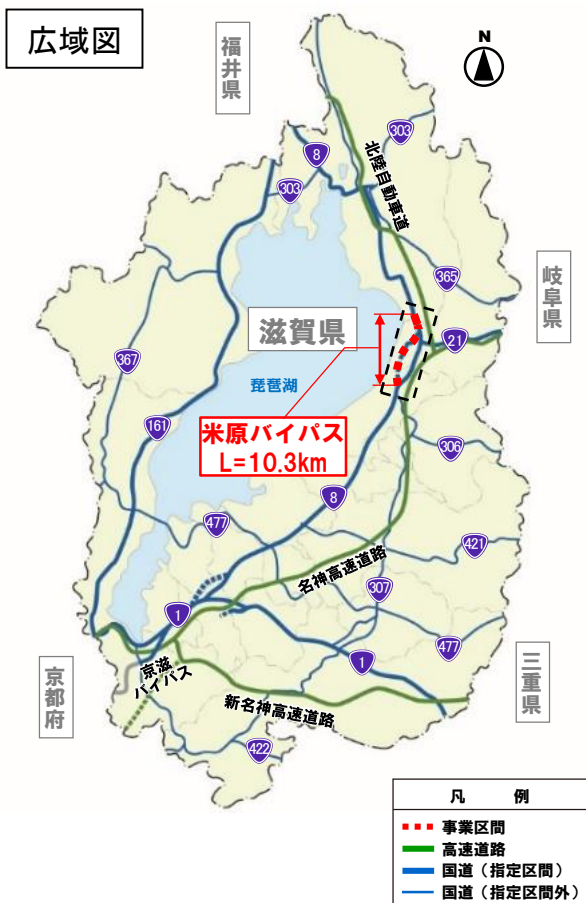 広域図
福井県
N
303
8
北陸自動車道
303
365
岐阜県
滋賀県
21
367
琵琶湖
161
米原バイパス
L=10.3km
306
8
477
421
名神高速道路
307
1
477
1
京滋
バイパス
京都府
三重県
新名神高速道路
422
凡 例
事業区間
高速道路
国道（指定区間）
国道（指定区間外）